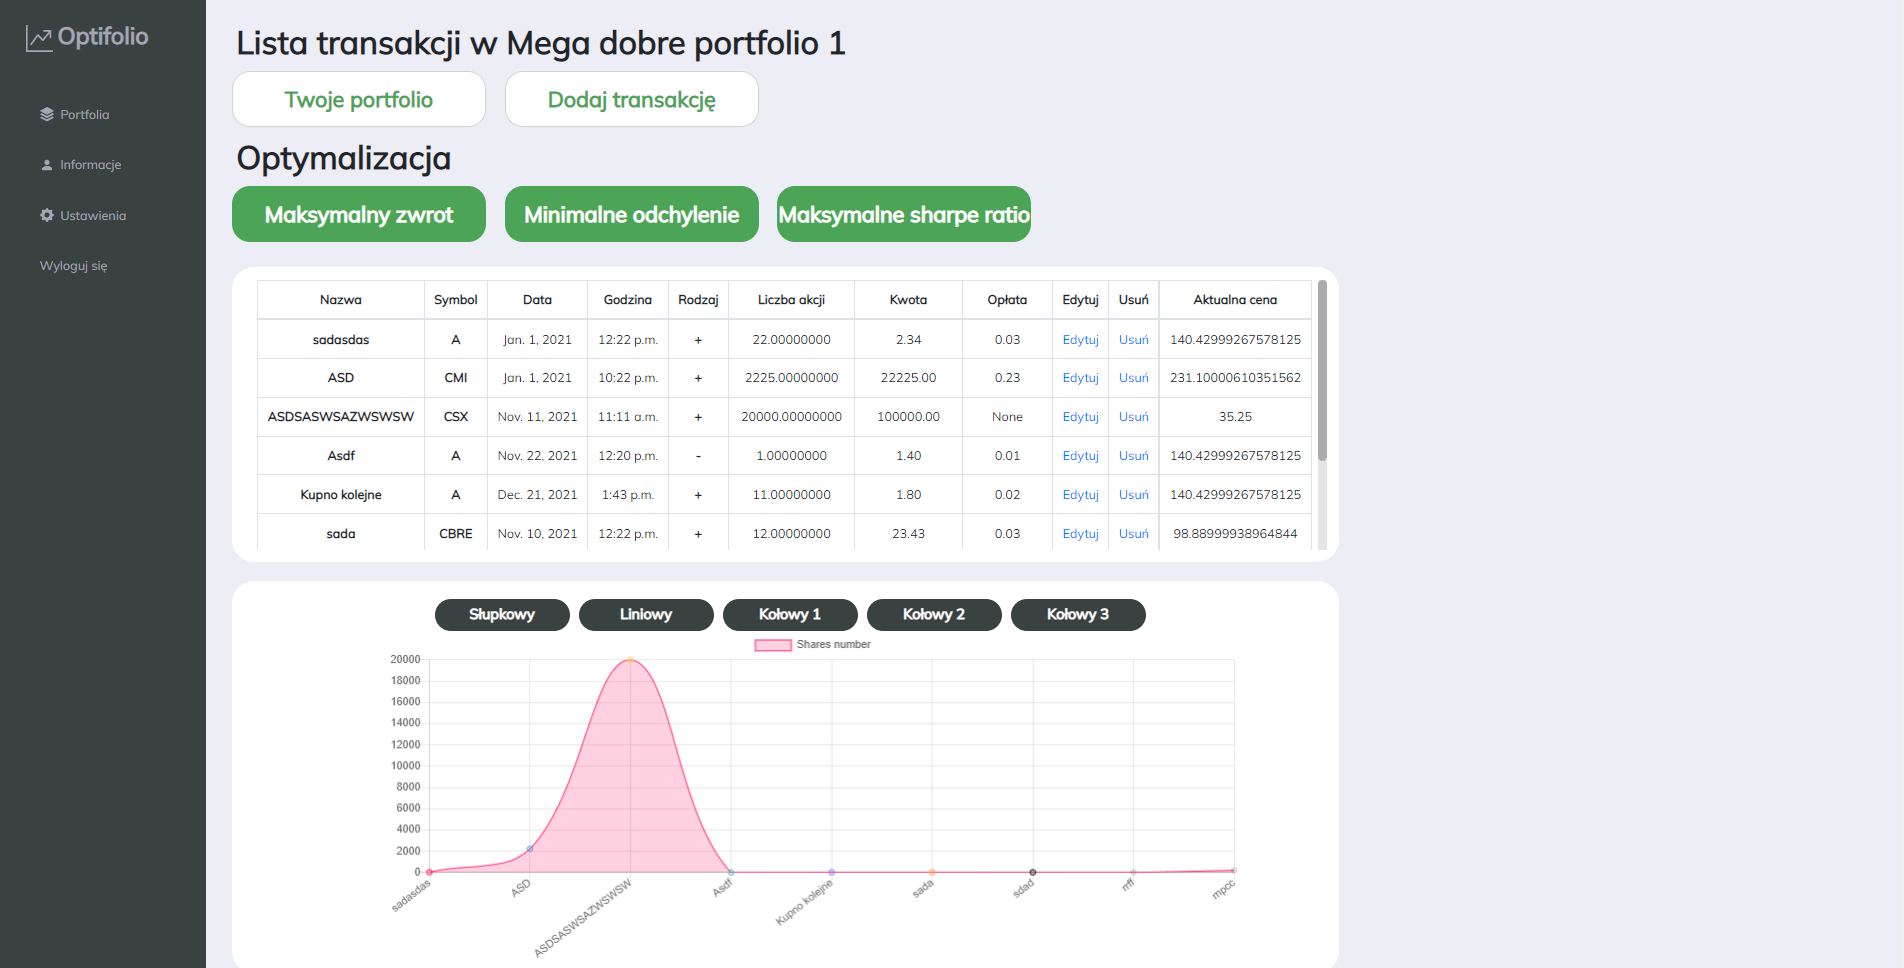 Optifolio
Portfolia
Informacje
Ustawienia
Wyloguj się
Lista transakcji w Mega dobre portfolio 1
Twoje portfolio Dodaj transakcję
Optymalizacja
Maksymalny zwrot Minimalne odchylenie Maksymalne sharpe ratio
Nazwa Symbol Data Godzina Rodzaj Liczba akcji Kwota Opłata Edytuj Usuń Aktualna cena
sadasdas A Jan. 1, 2021 12:22 p.m. + 22.00000000 2.34 0.03 Edytuj Usuń 140.42999267578125
ASD CMI Jan. 1, 2021 10:22 p.m. + 2225.00000000 22225.00 0.23 Edytuj Usuń 231.10000610351562
ASDSASWSAZWSWSW CSX Nov. 11, 2021 11:11 a.m. + 20000.00000000 100000.00 None Edytuj Usuń 35.25
Asdf A Nov. 22, 2021 12:20 p.m. - 1.00000000 1.40 0.01 Edytuj Usuń 140.42999267578125
Kupno kolejne A Dec. 21, 2021 1:43 p.m. + 11.00000000 1.80 0.02 Edytuj Usuń 140.42999267578125
sada CBRE Nov. 10, 2021 12:22 p.m. + 12.00000000 23.43 0.03 Edytuj Usuń 98.88999938964844
Słupkowy Liniowy Kołowy 1 Kołowy 2 Kołowy 3
Shares number
20000
18000
16000
14000
12000
10000
8000
6000
4000
2000
0
sadasdas ASD ASDSASWSAZWSWSW Asdf Kupno kolejne sada sdad rrff mpcc